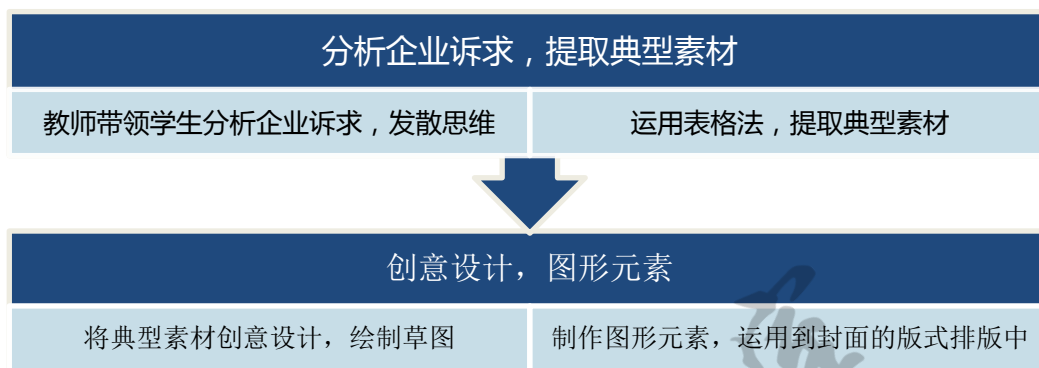 分析企业诉求，提取典型素材
教师带领学生分析企业诉求，发散思维
运用表格法，提取典型素材
创意设计，图形元素
将典型素材创意设计，绘制草图
制作图形元素，运用到封面的版式排版中